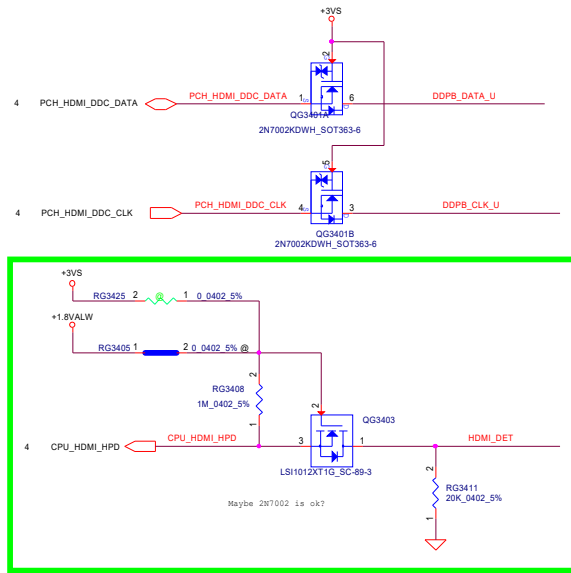 +3VS
2
4 PCH_HDMI_DDC_DATA PCH_HDMI_DDC_DATA 1 6 DDPB_DATA_U
QG3401A
2N7002KDWH_SOT363-6
5
4 PCH_HDMI_DDC_CLK PCH_HDMI_DDC_CLK 4 3 DDPB_CLK_U
QG3401B
2N7002KDWH_SOT363-6
+3VS
RG3425 2 @ 1 0_0402_5%
+1.8VALW
RG3405 1 2 0_0402_5% @
2
RG3408
1M_0402_5%
1
2
QG3403
4 CPU_HDMI_HPD CPU_HDMI_HPD 3 1 HDMI_DET
LSI1012XT1G_SC-89-3
2
RG3411
20K_0402_5%
1
Maybe 2N7002 is ok?